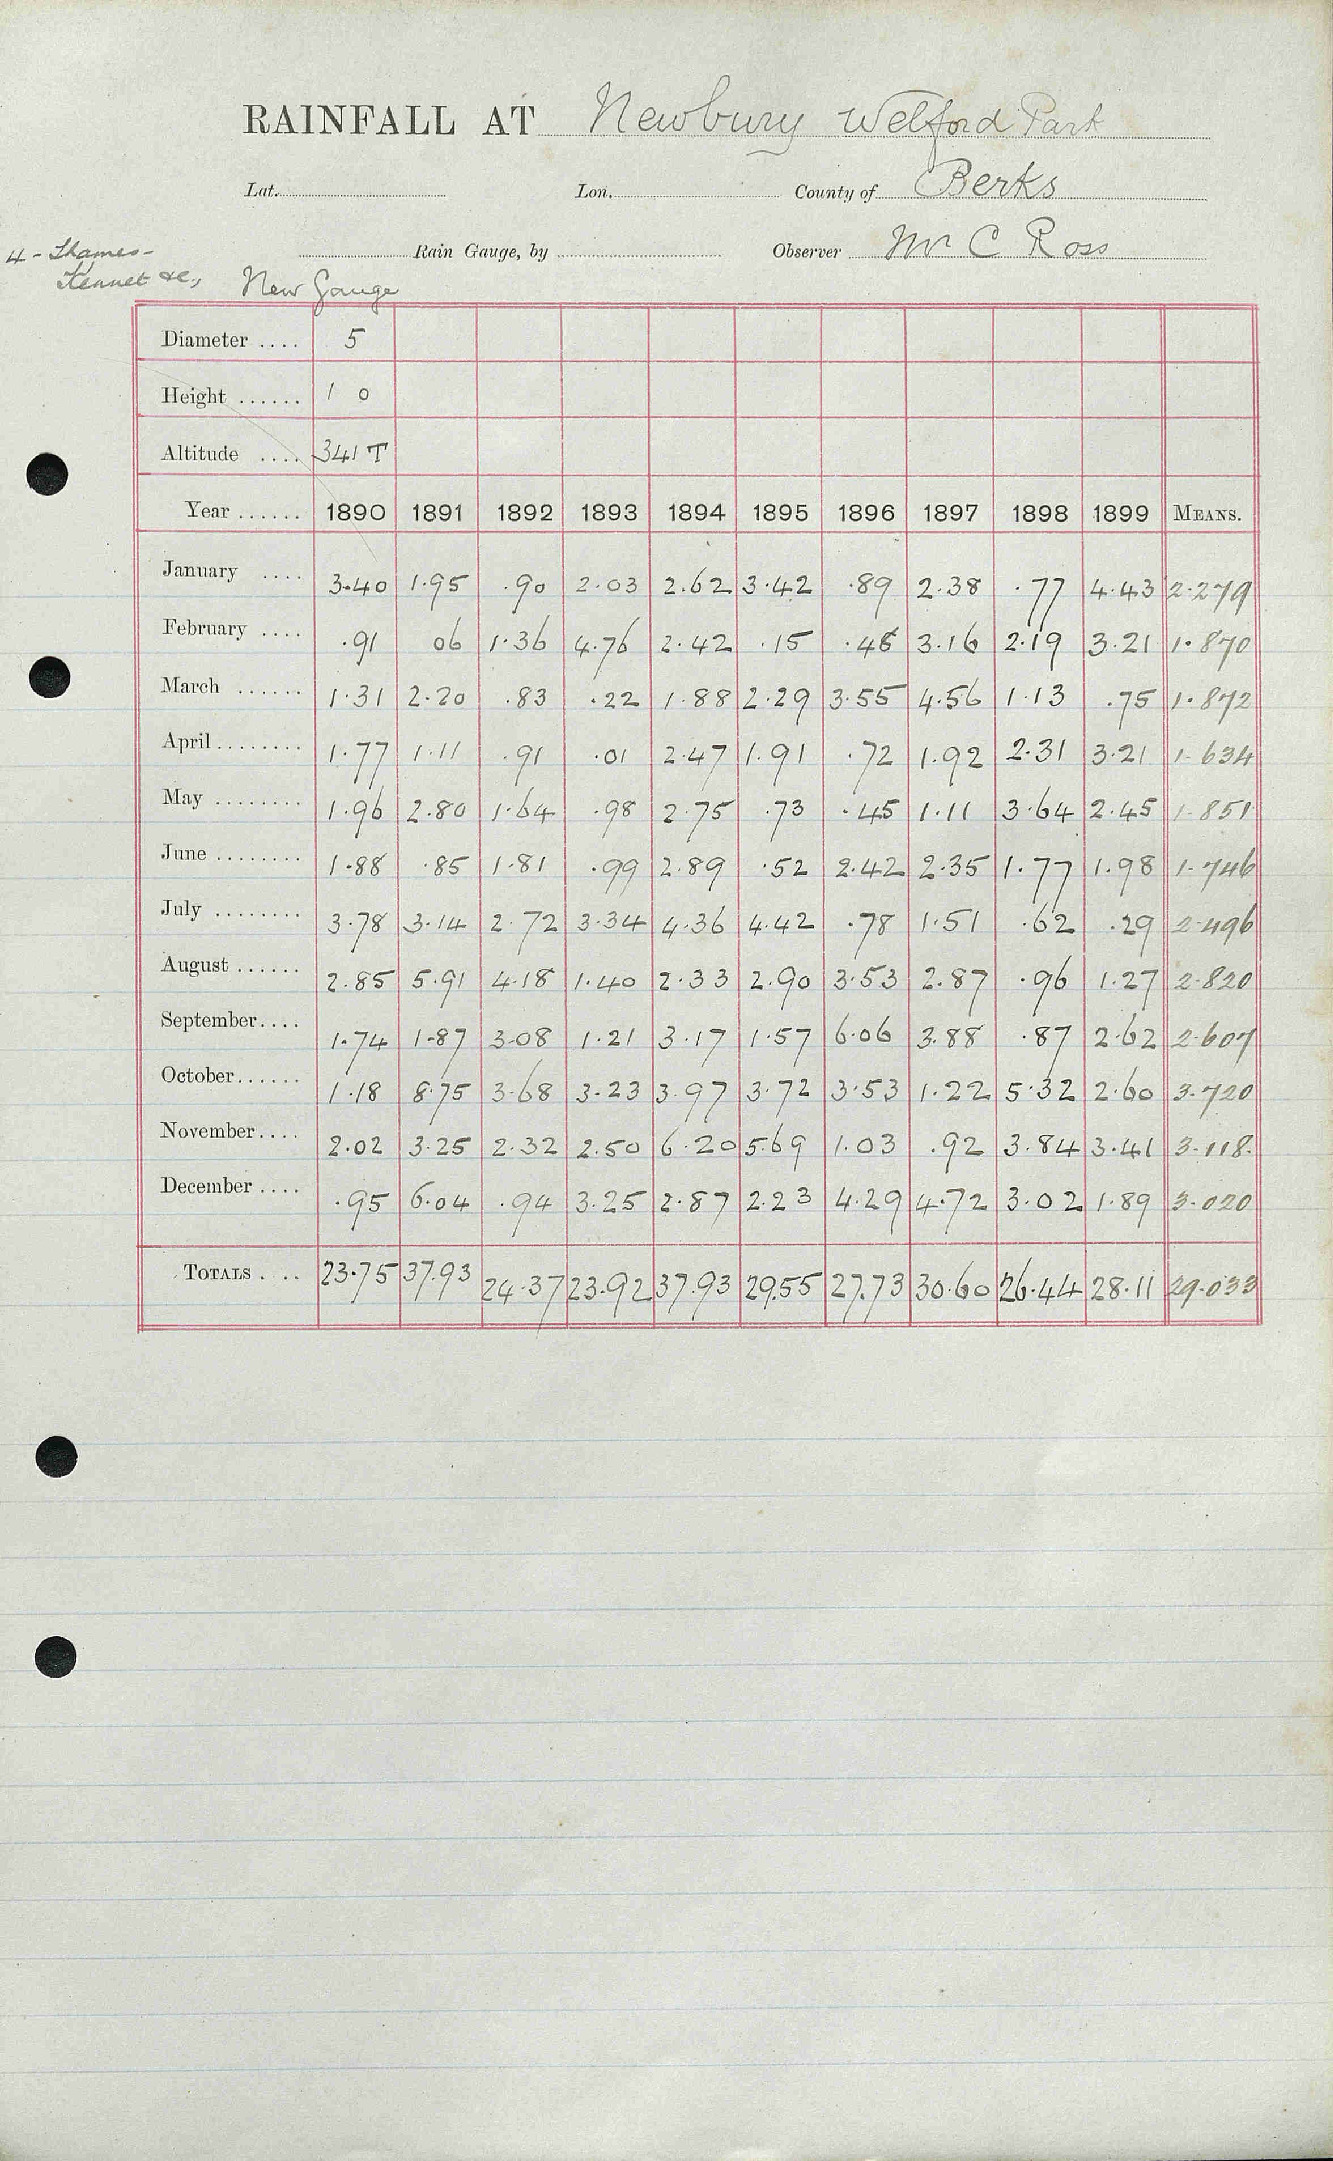 RAINFALL AT Newbury Welford Park
Lat. Lon. County of Berks
4 - Thames - Rain Gauge, by Observer Mr C Ross
Kennet &c., New Gauge
Diameter .... 5
Height ...... 1 0
Altitude .... 341 T
Year ...... 1890 1891 1892 1893 1894 1895 1896 1897 1898 1899 MEANS.
January .... 3.40 1.95 .90 2.03 2.62 3.42 .89 2.38 .77 4.43 2.279
February .... .91 06 1.36 4.76 2.42 .15 .48 3.16 2.19 3.21 1.870
March ...... 1.31 2.20 .83 .22 1.88 2.29 3.55 4.56 1.13 .75 1.872
April ........ 1.77 1.11 .91 .01 2.47 1.91 .72 1.92 2.31 3.21 1.634
May ........ 1.96 2.80 1.64 .98 2.75 .73 .45 1.11 3.64 2.45 1.851
June ........ 1.88 .85 1.81 .99 2.89 .52 2.42 2.35 1.77 1.98 1.746
July ........ 3.78 3.14 2.72 3.34 4.36 4.42 .78 1.51 .62 .29 2.496
August ...... 2.85 5.91 4.18 1.40 2.33 2.90 3.53 2.87 .96 1.27 2.820
September .... 1.74 1.87 3.08 1.21 3.17 1.57 6.06 3.88 .87 2.62 2.607
October ...... 1.18 8.75 3.68 3.23 3.97 3.72 3.53 1.22 5.32 2.60 3.720
November .... 2.02 3.25 2.32 2.50 6.20 5.69 1.03 .92 3.84 3.41 3.118.
December .... .95 6.04 .94 3.25 2.87 2.23 4.29 4.72 3.02 1.89 3.020
TOTALS .... 23.75 37.93 24.37 23.92 37.93 29.55 27.73 30.60 26.44 28.11 29.033